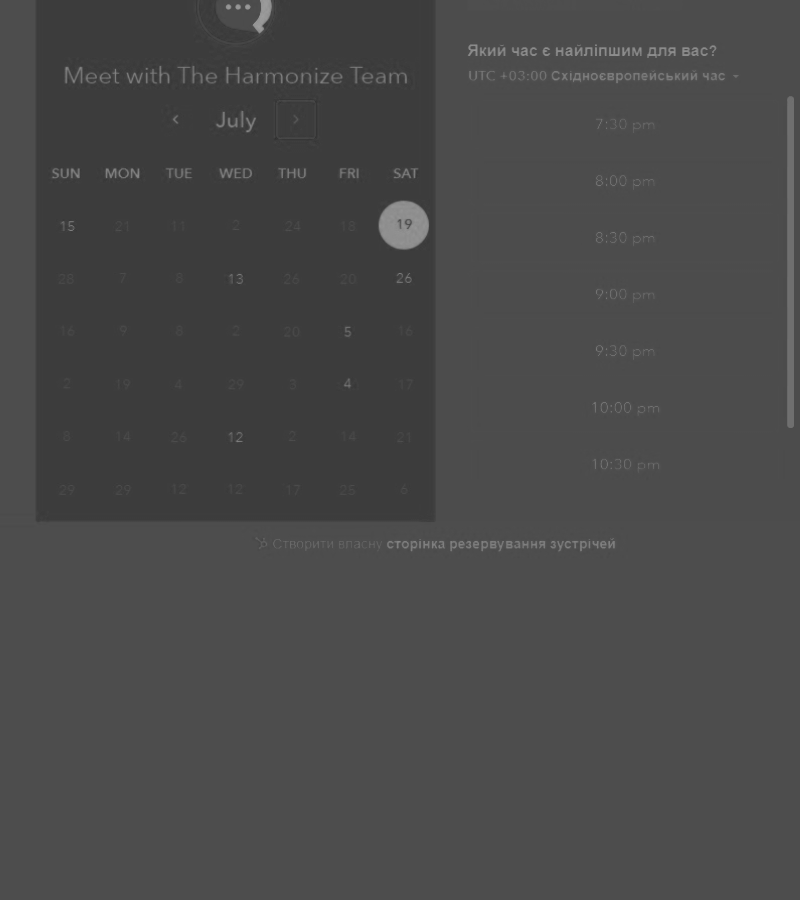 Meet with The Harmonize Team
July
SUN MON TUE WED THU FRI SAT
15 21 11 2 24 18 19
28 7 8 13 26 20 26
16 9 8 2 20 5 16
2 19 4 29 3 4 17
8 14 26 12 2 14 21
29 29 12 12 17 25 6
Який час є найліпшим для вас?
UTC +03:00 Східноєвропейський час
7:30 pm
8:00 pm
8:30 pm
9:00 pm
9:30 pm
10:00 pm
10:30 pm
Створити власну сторінка резервування зустрічей